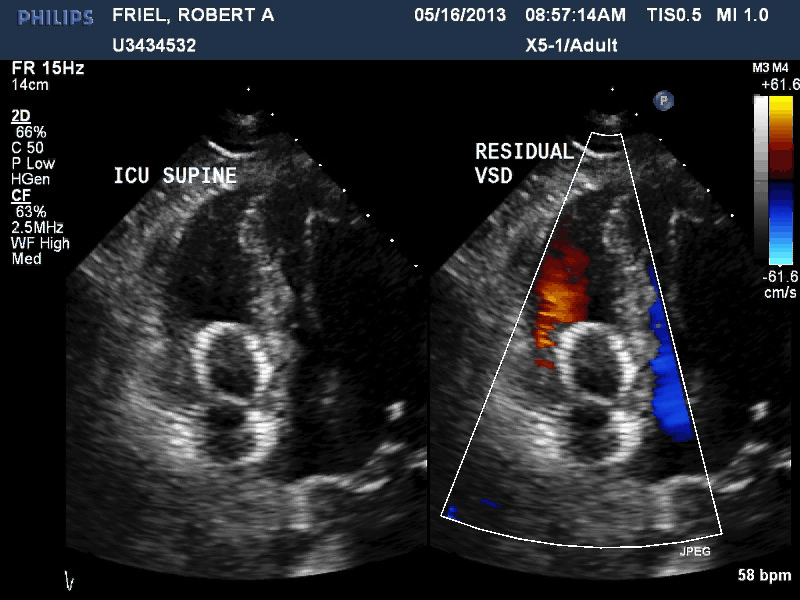 PHILIPS FRIEL, ROBERT A 05/16/2013 08:57:14AM TIS0.5 MI 1.0
U3434532 X5-1/Adult
FR 15Hz
14cm
2D
66%
C 50
P Low
HGen
CF
63%
2.5MHz
WF High
Med
ICU SUPINE
RESIDUAL
VSD
P
M3 M4
+61.6
-61.6
cm/s
JPEG
V
58 bpm